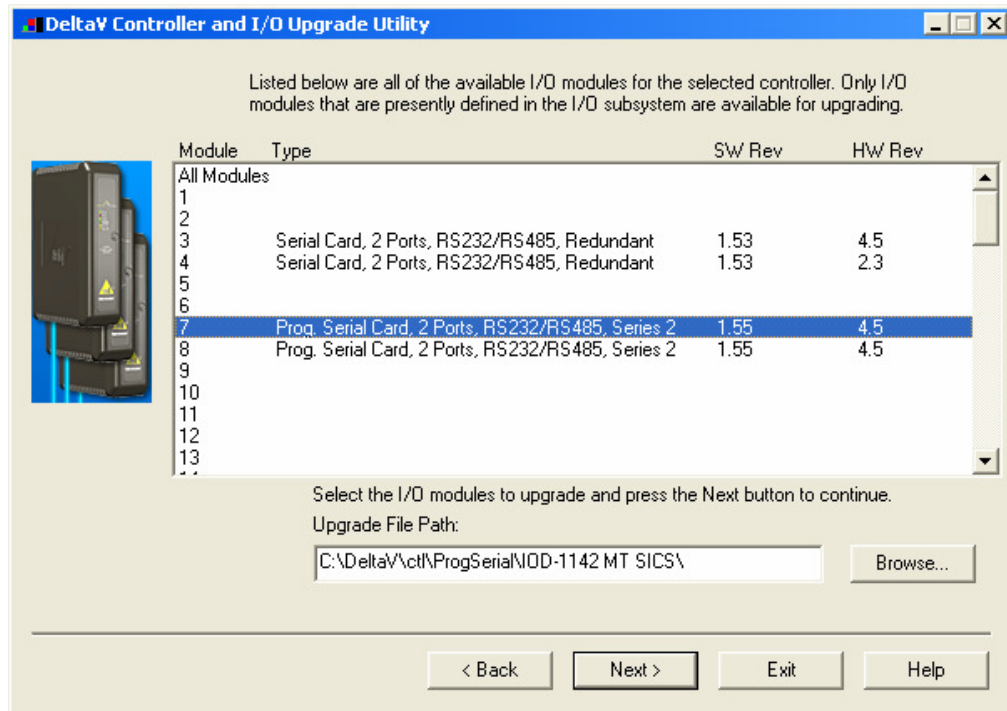 DeltaV Controller and I/O Upgrade Utility
Listed below are all of the available I/O modules for the selected controller. Only I/O
modules that are presently defined in the I/O subsystem are available for upgrading.
Module Type SW Rev HW Rev
All Modules
1
2
3 Serial Card, 2 Ports, RS232/RS485, Redundant 1.53 4.5
4 Serial Card, 2 Ports, RS232/RS485, Redundant 1.53 2.3
5
6
7 Prog. Serial Card, 2 Ports, RS232/RS485, Series 2 1.55 4.5
8 Prog. Serial Card, 2 Ports, RS232/RS485, Series 2 1.55 4.5
9
10
11
12
13
Select the I/O modules to upgrade and press the Next button to continue.
Upgrade File Path:
C:\DeltaV\ctl\ProgSerial\IOD-1142 MT SICS\
Browse...
< Back Next > Exit Help